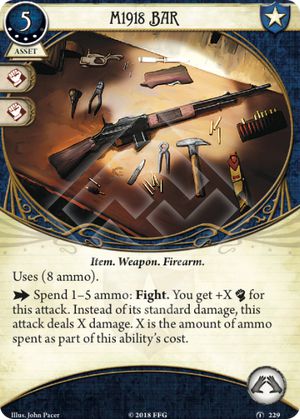 M1918 BAR
5
ASSET
Item. Weapon. Firearm.
Uses (8 ammo).
Spend 1–5 ammo: Fight. You get +X for
this attack. Instead of its standard damage, this
attack deals X damage. X is the amount of ammo
spent as part of this ability's cost.
Illus. John Pacer
© 2018 FFG
229